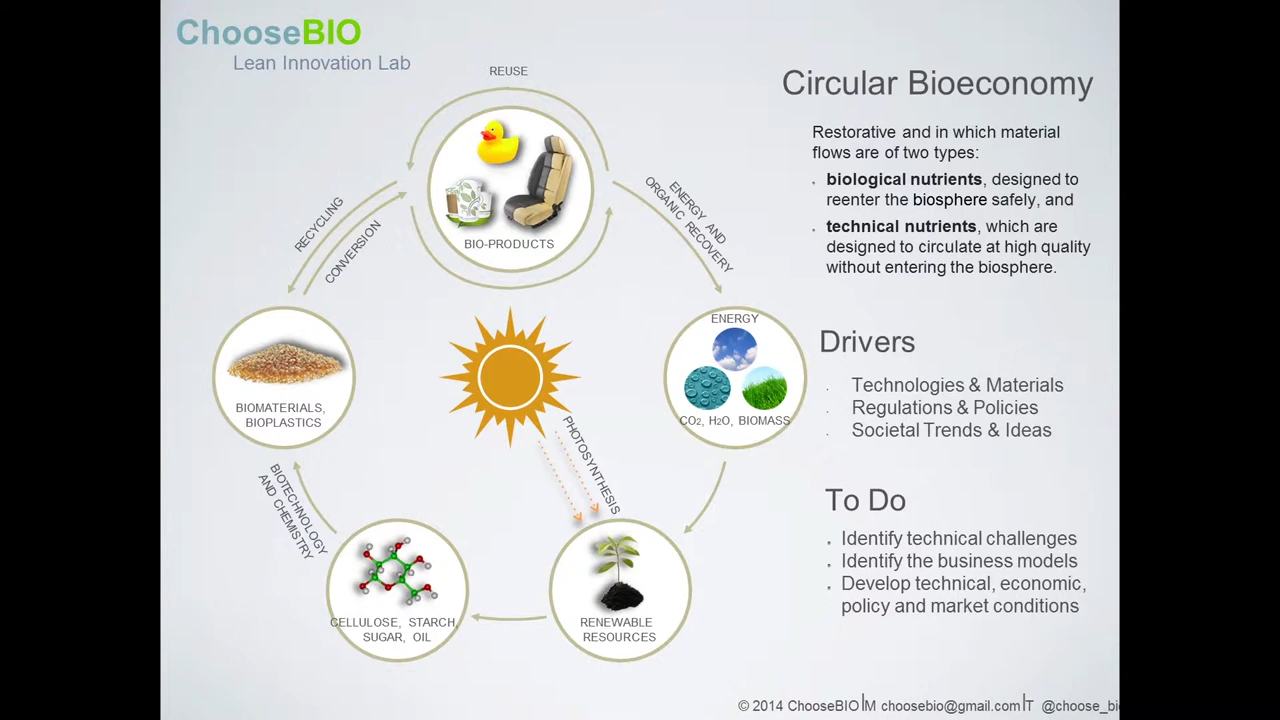 ChooseBIO
Lean Innovation Lab
REUSE
RECYCLING
CONVERSION
ENERGY AND
ORGANIC RECOVERY
BIO-PRODUCTS
BIOMATERIALS,
BIOPLASTICS
ENERGY
CO2, H2O, BIOMASS
PHOTOSYNTHESIS
BIOTECHNOLOGY
AND CHEMISTRY
CELLULOSE, STARCH,
SUGAR, OIL
RENEWABLE
RESOURCES
Circular Bioeconomy
Restorative and in which material
flows are of two types:
biological nutrients, designed to
reenter the biosphere safely, and
technical nutrients, which are
designed to circulate at high quality
without entering the biosphere.
Drivers
Technologies & Materials
Regulations & Policies
Societal Trends & Ideas
To Do
Identify technical challenges
Identify the business models
Develop technical, economic,
policy and market conditions
© 2014 ChooseBIO M choosebio@gmail.com T @choose_bi